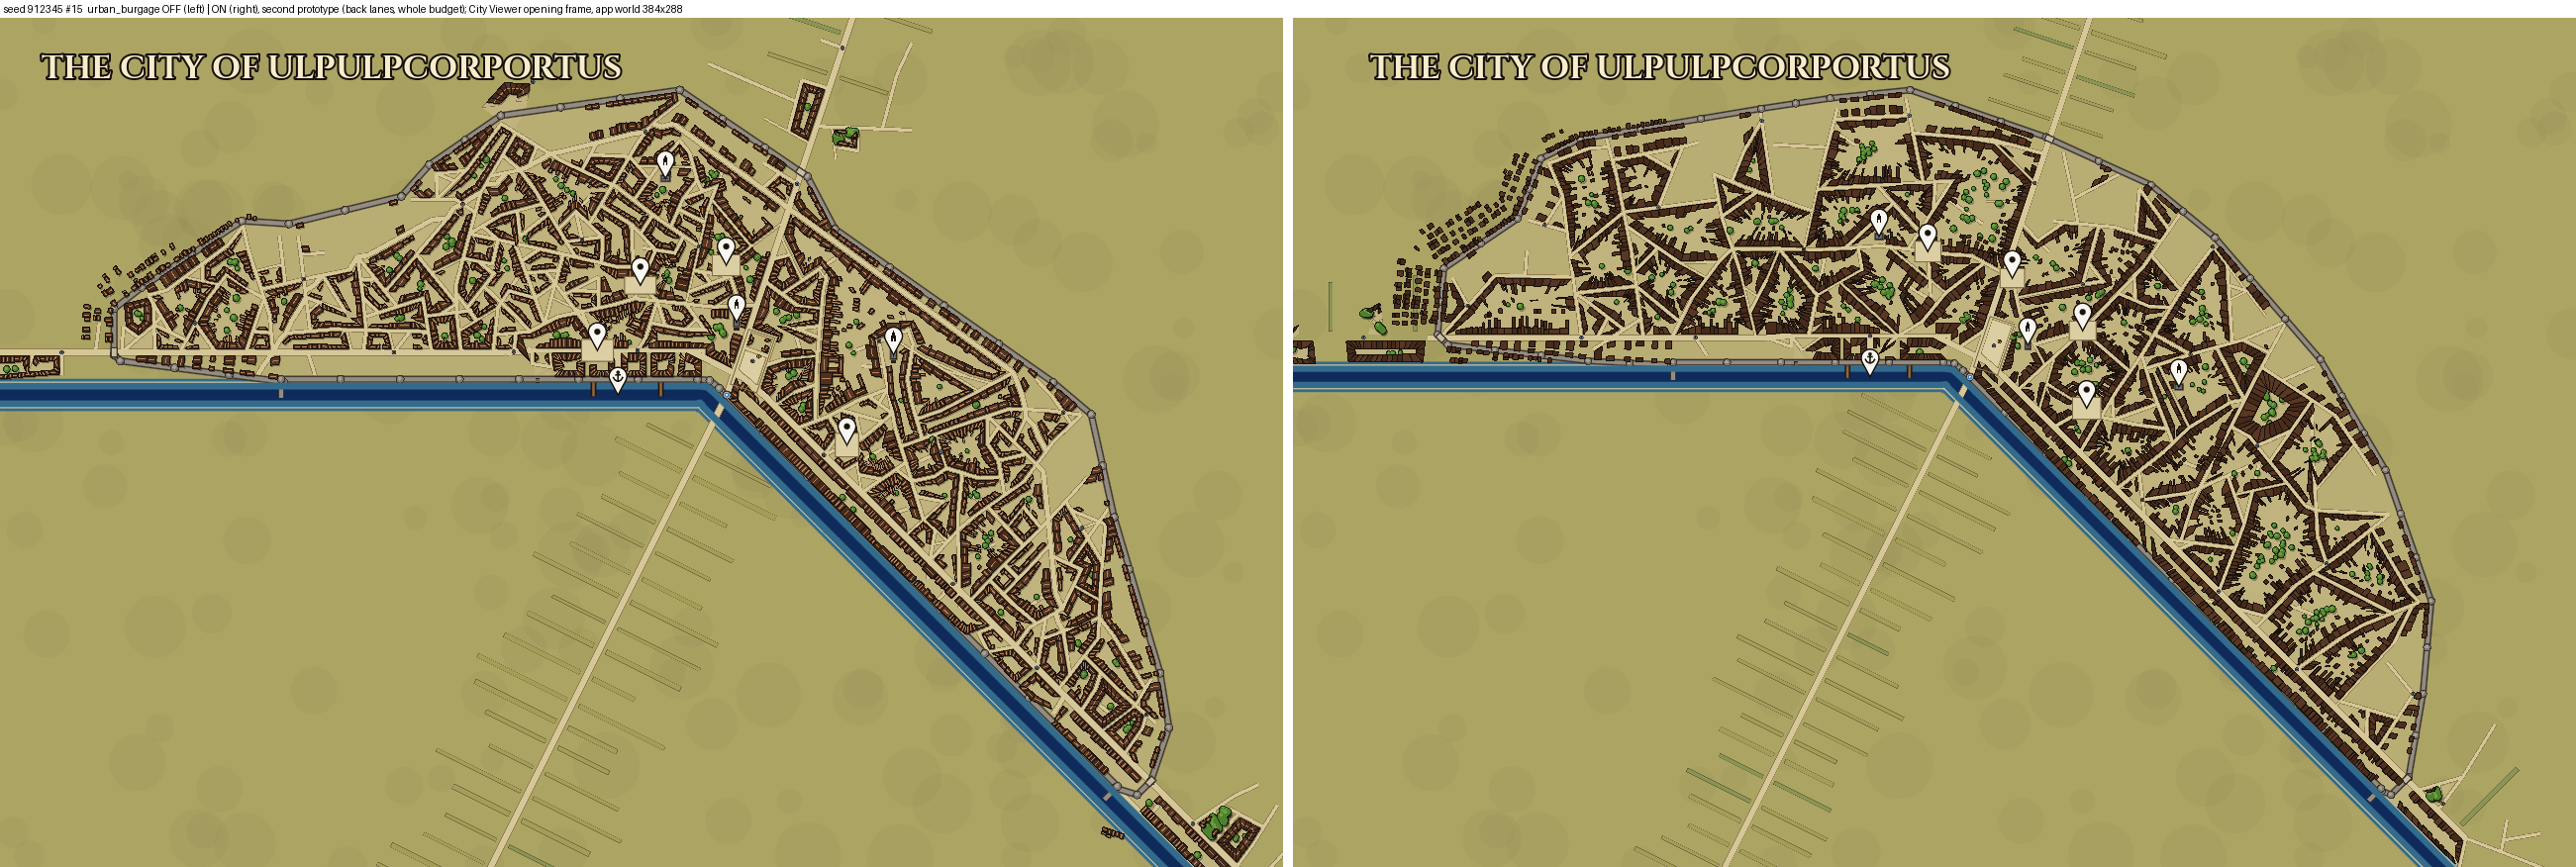 seed 912345 #15 urban_burgage OFF (left) | ON (right), second prototype (back lanes, whole budget); City Viewer opening frame, app world 384x288
THE CITY OF ULPULPCORPORTUS
THE CITY OF ULPULPCORPORTUS